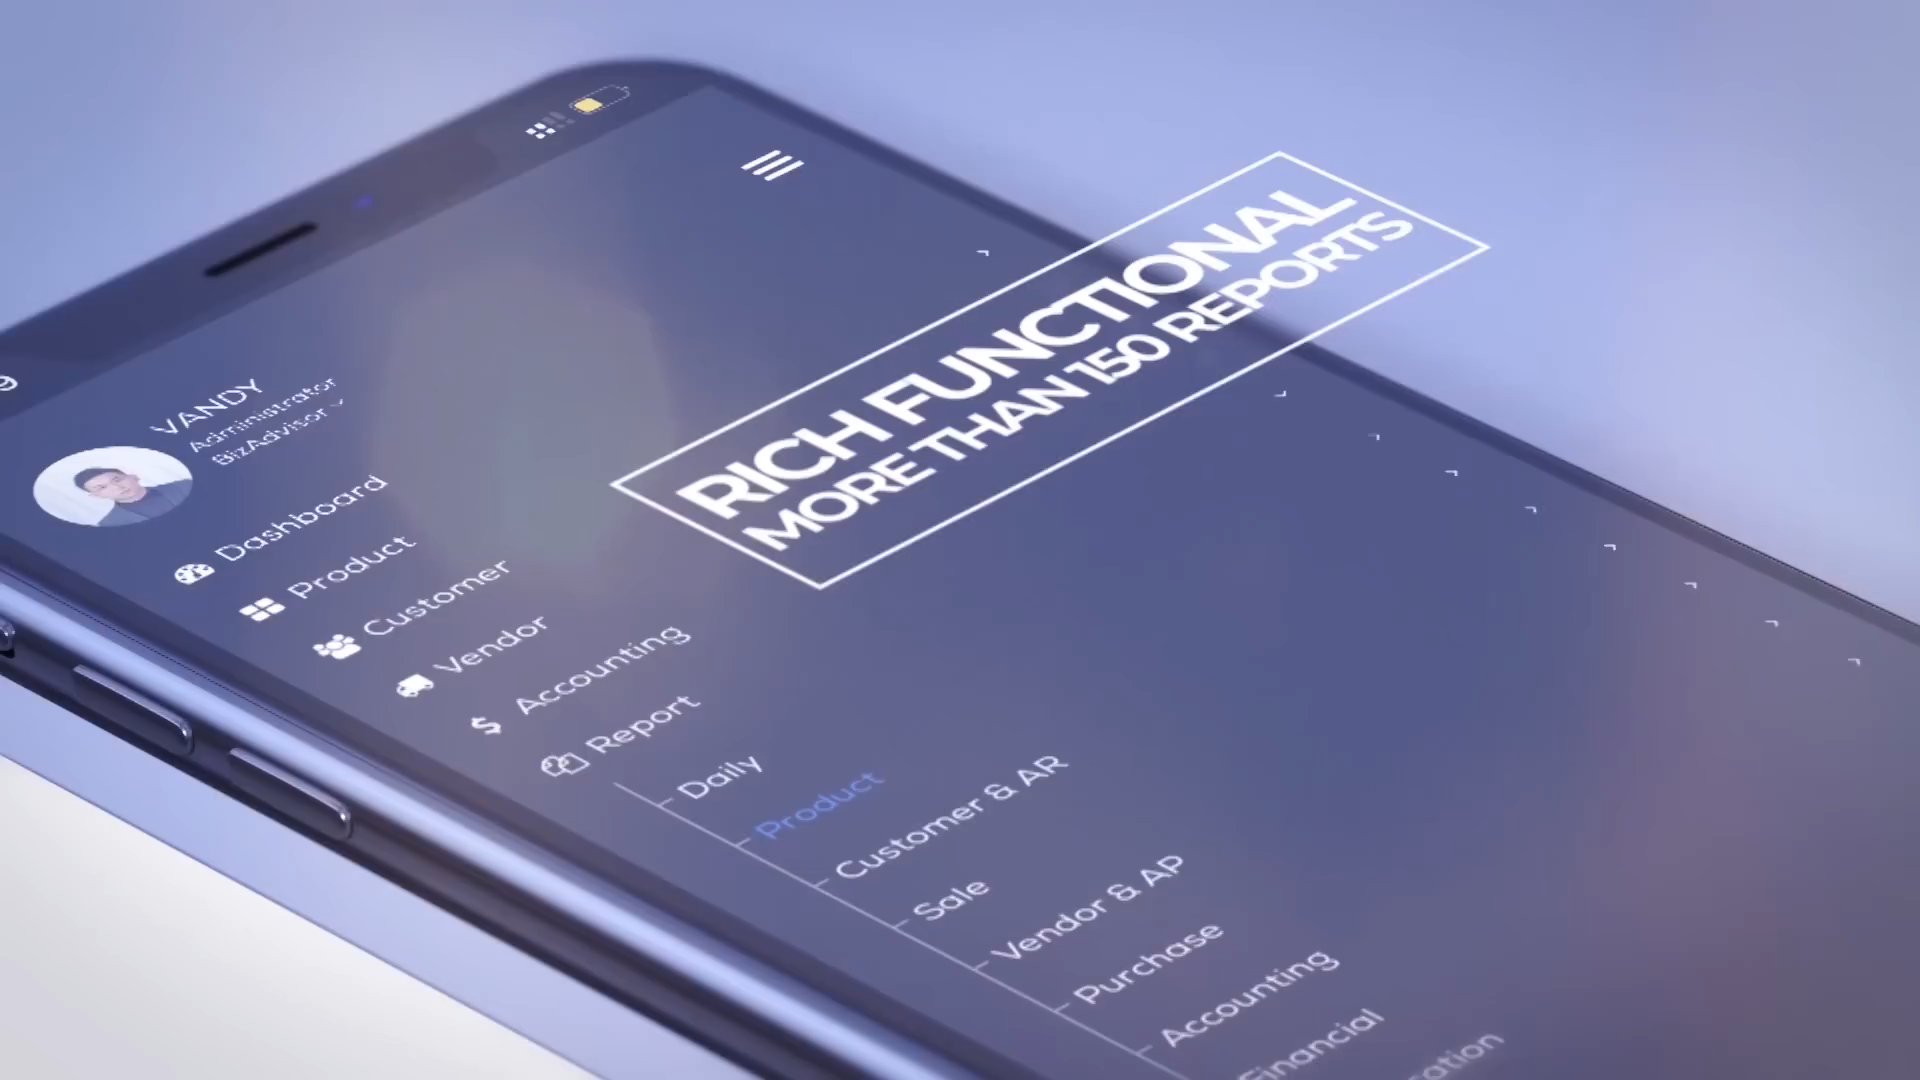 9
VANDY
Administrator
BizAdvisor
Dashboard
Product
Customer
Vendor
Accounting
Report
Daily
Product
Customer & AR
Sale
Vendor & AP
Purchase
Accounting
Financial
RICH FUNCTIONAL
MORE THAN 150 REPORTS